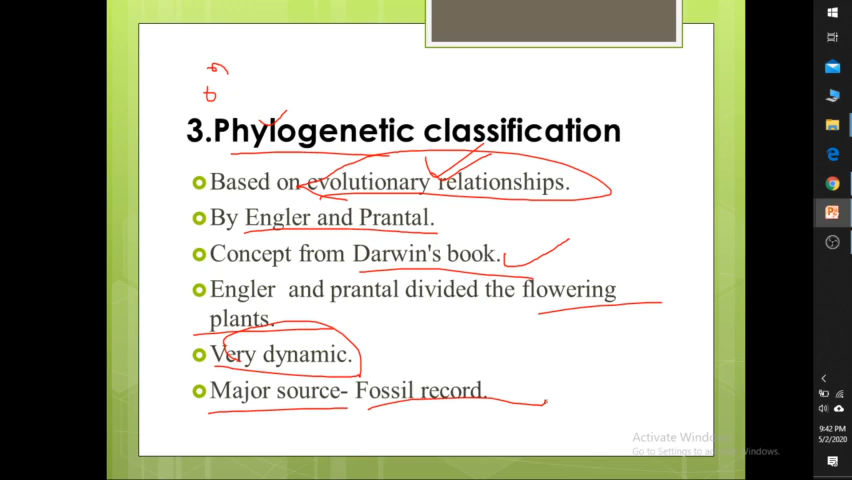 3.Phylogenetic classification
Based on evolutionary relationships.
By Engler and Prantal.
Concept from Darwin's book.
Engler and prantal divided the flowering
plants.
Very dynamic.
Major source- Fossil record.
Activate Windows
Go to Settings to activate Windows.
9:42 PM
5/2/2020